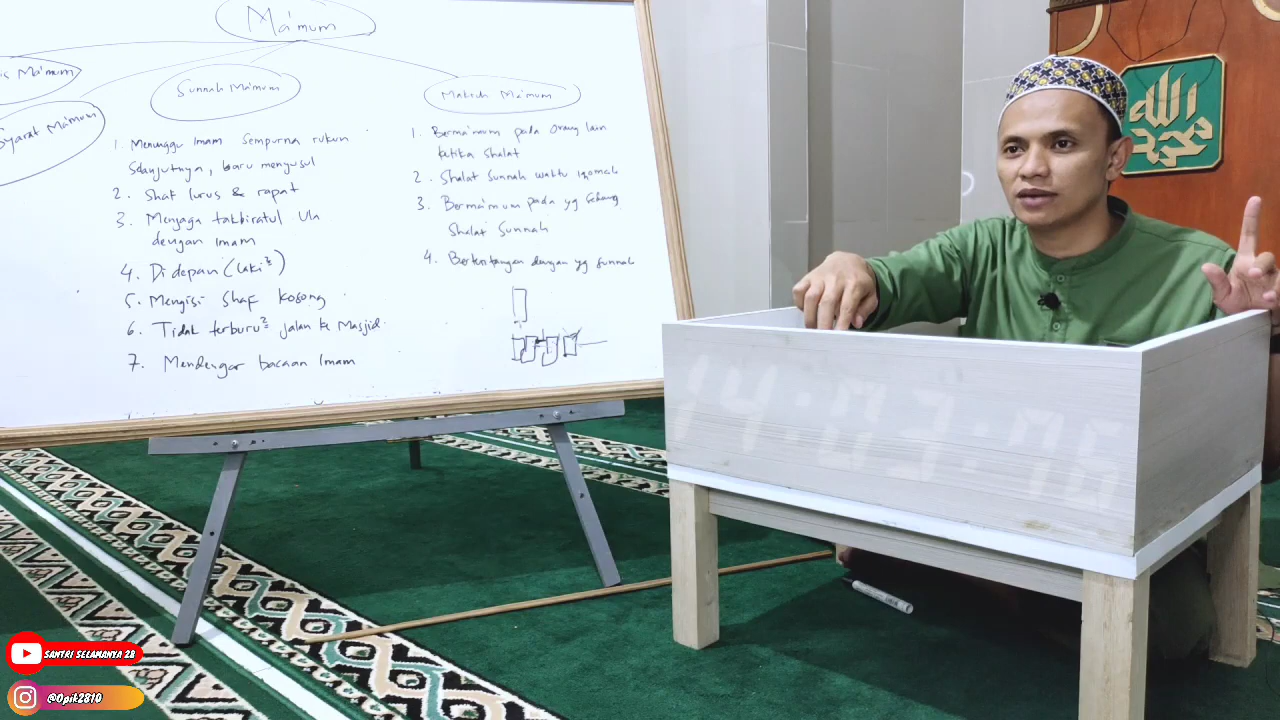 Ma'mum
is Ma'mum
Syarat Ma'mum
Sunnah Ma'mum
1. Menunggu Imam Sempurna rukun
Selanjutnya, baru menyusul
2. Shaf lurus & rapat
3. Menjaga takbiratul Ula
dengan Imam
4. Di depan (laki²)
5. Mengisi Shaf kosong
6. Tidak terburu² jalan ke Masjid
7. Mendengar bacaan Imam
Makruh Ma'mum
1. Berma'mum pada orang lain
ketika Shalat
2. Shalat Sunnah waktu iqomah
3. Berma'mum pada yg sedang
Shalat Sunnah
4. Bertentangan dengan yg sunnah
الله
محمد
SANTRI SELAMANYA 28
@Opik2810